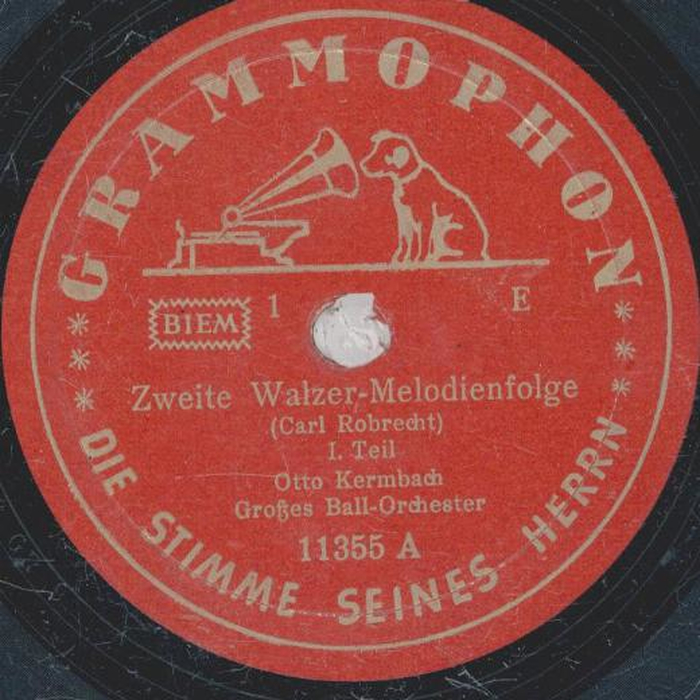 GRAMMOPHON
BIEM 1 E
Zweite Walzer-Melodienfolge
(Carl Robrecht)
I. Teil
Otto Kermbach
Großes Ball-Orchester
11355 A
*** DIE STIMME SEINES HERRN ***